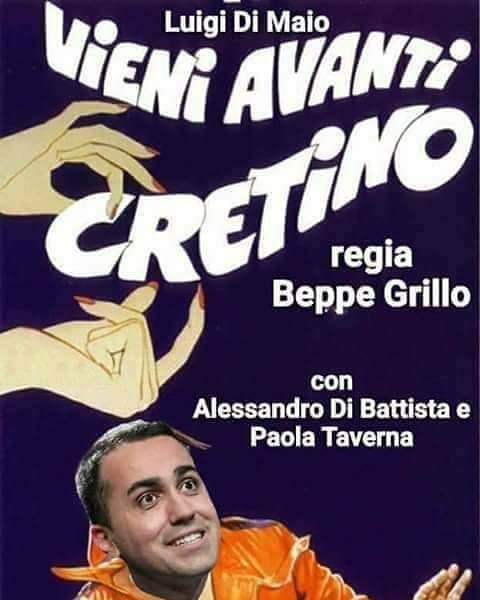 Luigi Di Maio
VIENI AVANTI
CRETINO
regia
Beppe Grillo
con
Alessandro Di Battista e
Paola Taverna